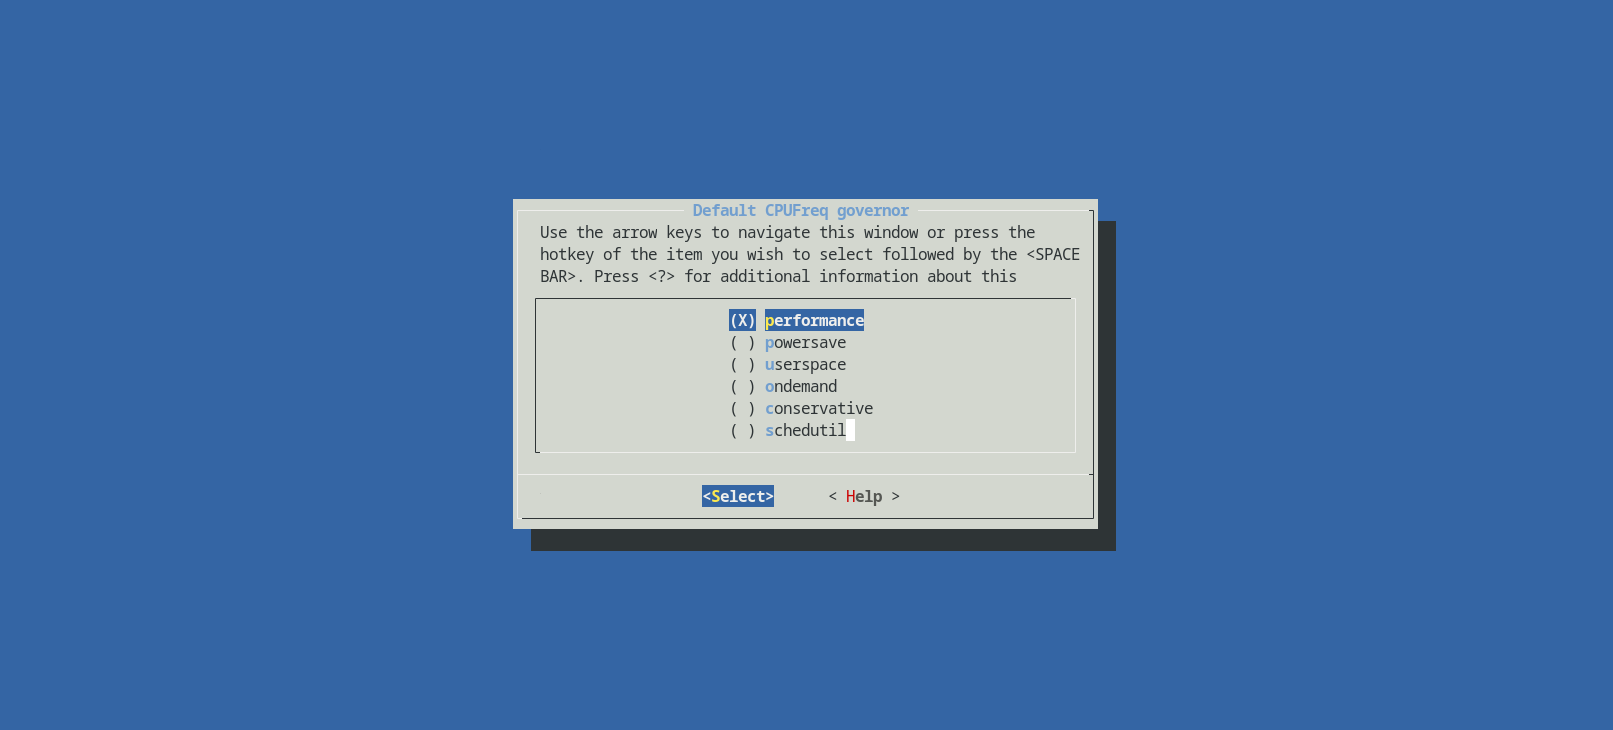 Default CPUFreq governor
Use the arrow keys to navigate this window or press the
hotkey of the item you wish to select followed by the <SPACE
BAR>. Press <?> for additional information about this
(X) performance
( ) powersave
( ) userspace
( ) ondemand
( ) conservative
( ) schedutil
<Select> < Help >